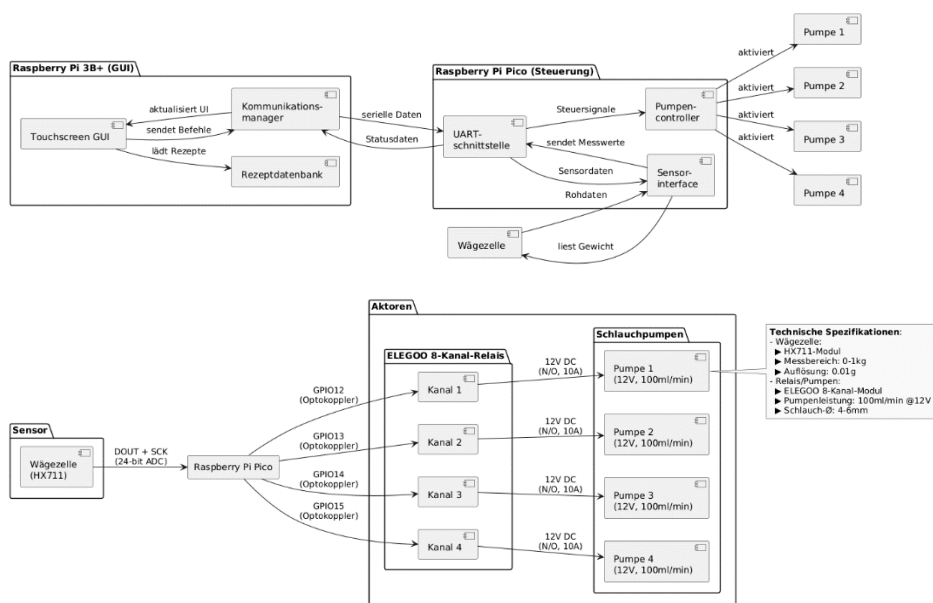 Raspberry Pi 3B+ (GUI)
Touchscreen GUI
aktualisiert UI
sendet Befehle
lädt Rezepte
Kommunikations-
manager
Rezeptdatenbank
serielle Daten
Statusdaten
Raspberry Pi Pico (Steuerung)
UART-
schnittstelle
Steuersignale
sendet Messwerte
Sensordaten
Rohdaten
Pumpen-
controller
Sensor-
interface
Wägezelle
liest Gewicht
aktiviert
aktiviert
aktiviert
aktiviert
Pumpe 1
Pumpe 2
Pumpe 3
Pumpe 4
Sensor
Wägezelle
(HX711)
DOUT + SCK
(24-bit ADC)
Raspberry Pi Pico
GPIO12
(Optokoppler)
GPIO13
(Optokoppler)
GPIO14
(Optokoppler)
GPIO15
(Optokoppler)
Aktoren
ELEGOO 8-Kanal-Relais
Kanal 1
Kanal 2
Kanal 3
Kanal 4
12V DC
(N/O, 10A)
12V DC
(N/O, 10A)
12V DC
(N/O, 10A)
12V DC
(N/O, 10A)
Schlauchpumpen
Pumpe 1
(12V, 100ml/min)
Pumpe 2
(12V, 100ml/min)
Pumpe 3
(12V, 100ml/min)
Pumpe 4
(12V, 100ml/min)
Technische Spezifikationen:
- Wägezelle:
▶ HX711-Modul
▶ Messbereich: 0-1kg
▶ Auflösung: 0.01g
- Relais/Pumpen:
▶ ELEGOO 8-Kanal-Modul
▶ Pumpenleistung: 100ml/min @12V
▶ Schlauch-Ø: 4-6mm